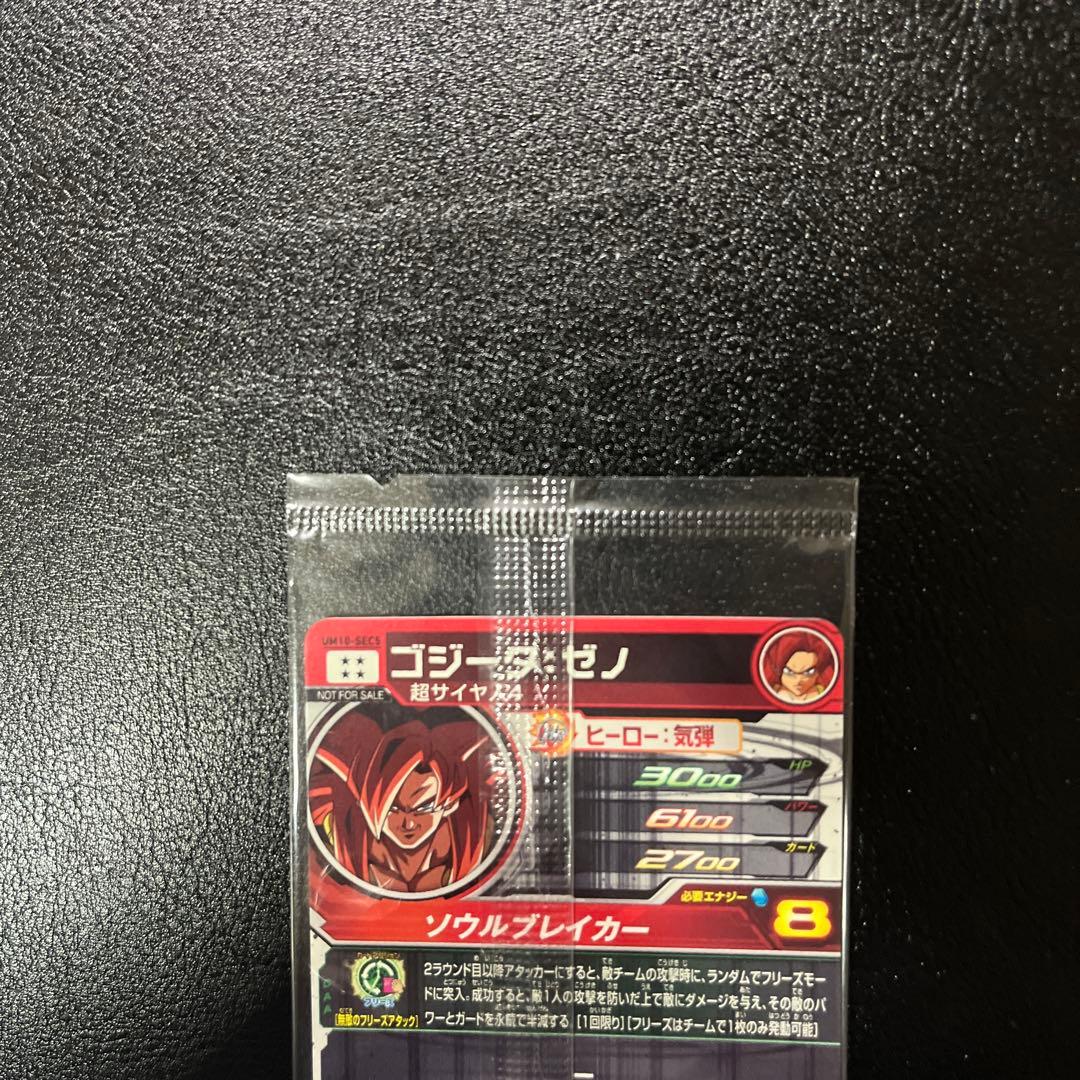 UM10-SEC5
ゴジータ:ゼノ
超サイヤ人4
NOT FOR SALE
ヒーロー:気弾
HP
3000
パワー
6100
ガード
2700
必要エナジー
8
ソウルブレイカー
フリーズ
[無敵のフリーズアタック]
2ラウンド目以降アタッカーにすると、敵チームの攻撃時に、ランダムでフリーズモー
ドに突入。成功すると、敵1人の攻撃を防いだ上で敵にダメージを与え、その敵のパ
ワーとガードを永続で半減する [1回限り][フリーズはチームで1枚のみ発動可能]